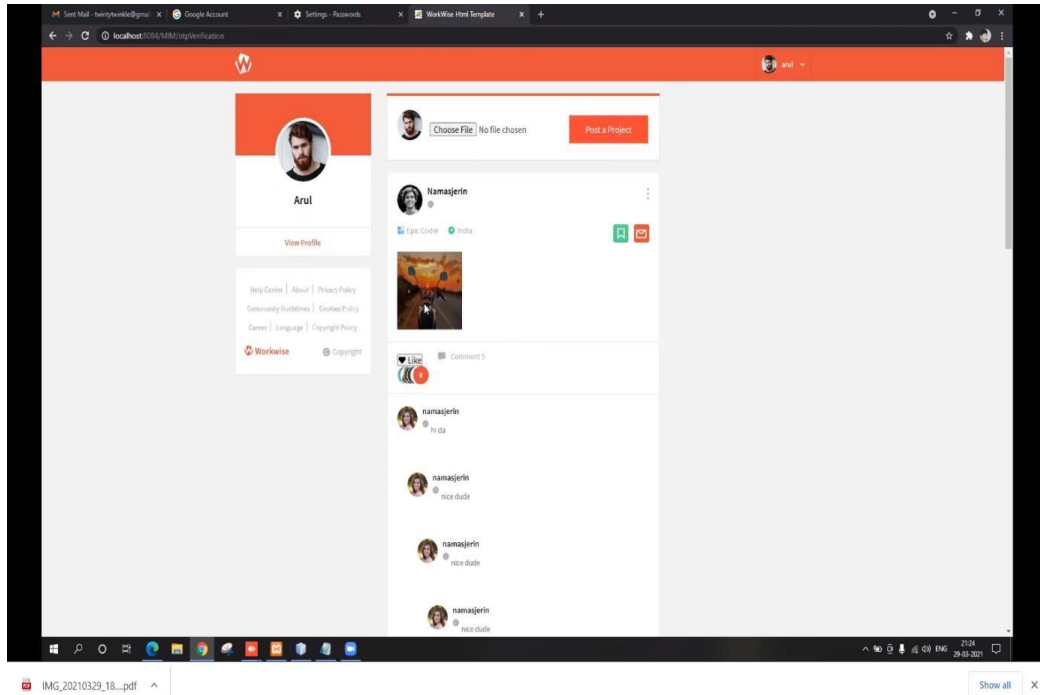 Sent Mail - twintytwinkle@gmai
Google Account
Settings - Passwords
WorkWise Html Template
localhost:8084/MIM/otpVerification
arul
Choose File No file chosen
Post a Project
Arul
View Profile
Namasjerin
Epic Coder India
Help Center | About | Privacy Policy
Community Guidelines | Cookies Policy
Career | Language | Copyright Policy
Workwise
Copyright
Like
Comment 5
namasjerin
hi da
namasjerin
nice dude
namasjerin
nice dude
namasjerin
nice dude
ENG
21:24
29-03-2021
IMG_20210329_18....pdf
Show all